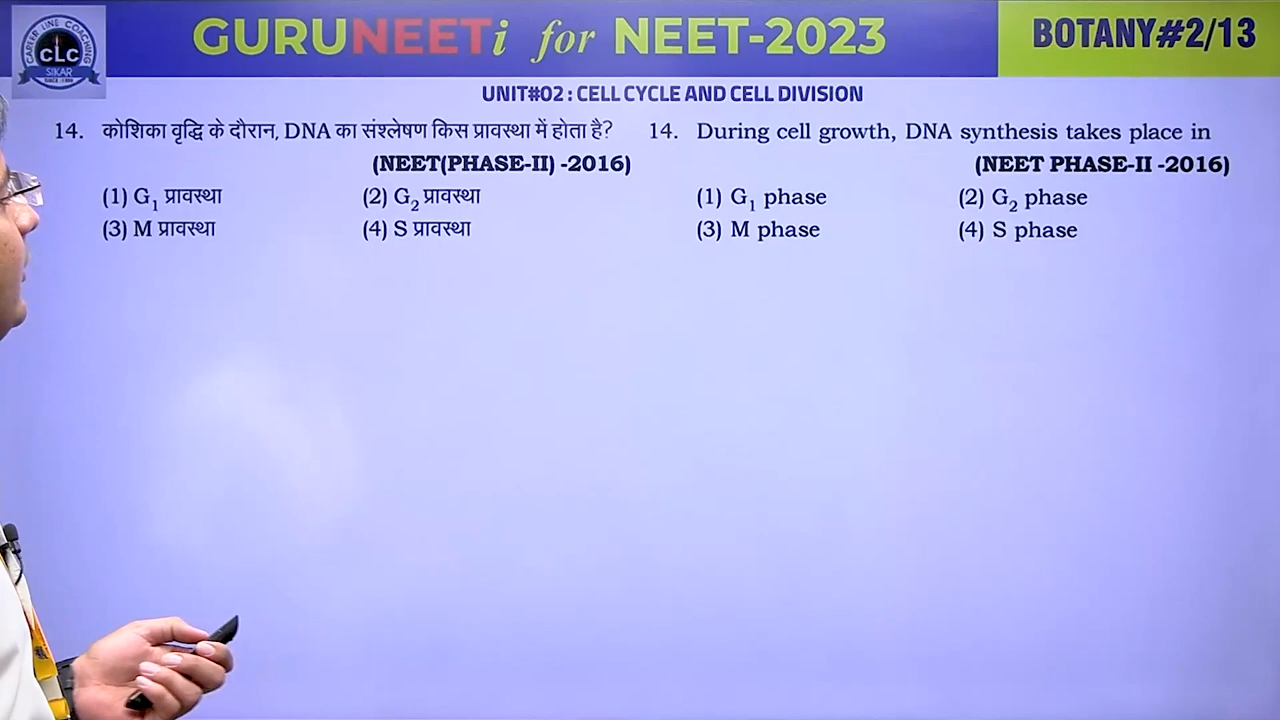 GURUNEETi for NEET-2023
BOTANY#2/13
CAREER LINE COACHING
CLC
SIKAR
UNIT#02 : CELL CYCLE AND CELL DIVISION
14. कोशिका वृद्धि के दौरान, DNA का संश्लेषण किस प्रावस्था में होता है?
(NEET(PHASE-II) -2016)
(1) G1 प्रावस्था (2) G2 प्रावस्था
(3) M प्रावस्था (4) S प्रावस्था
14. During cell growth, DNA synthesis takes place in
(NEET PHASE-II -2016)
(1) G1 phase (2) G2 phase
(3) M phase (4) S phase